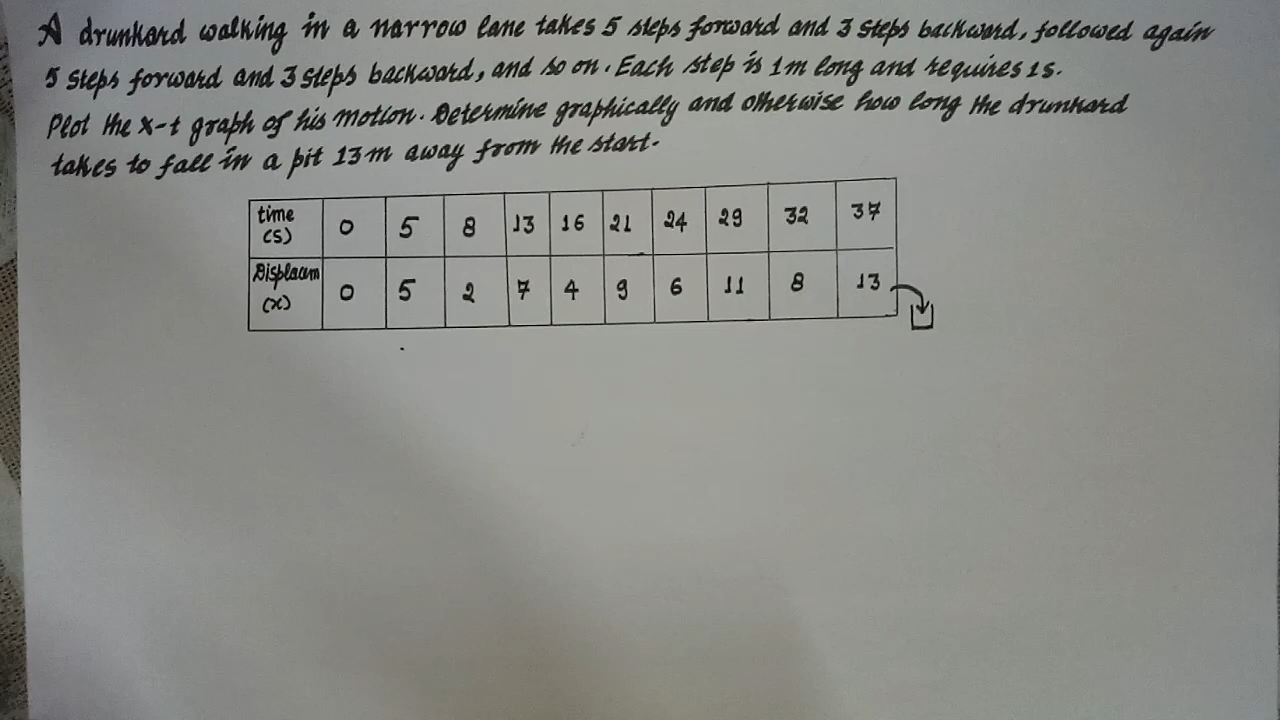 A drunkard walking in a narrow lane takes 5 steps forward and 3 steps backward, followed again
5 steps forward and 3 steps backward, and so on. Each step is 1m long and requires 1s.
Plot the x-t graph of his motion. Determine graphically and otherwise how long the drunkard
takes to fall in a pit 13m away from the start.
time (s) 0 5 8 13 16 21 24 29 32 37
Displacem (x) 0 5 2 7 4 9 6 11 8 13